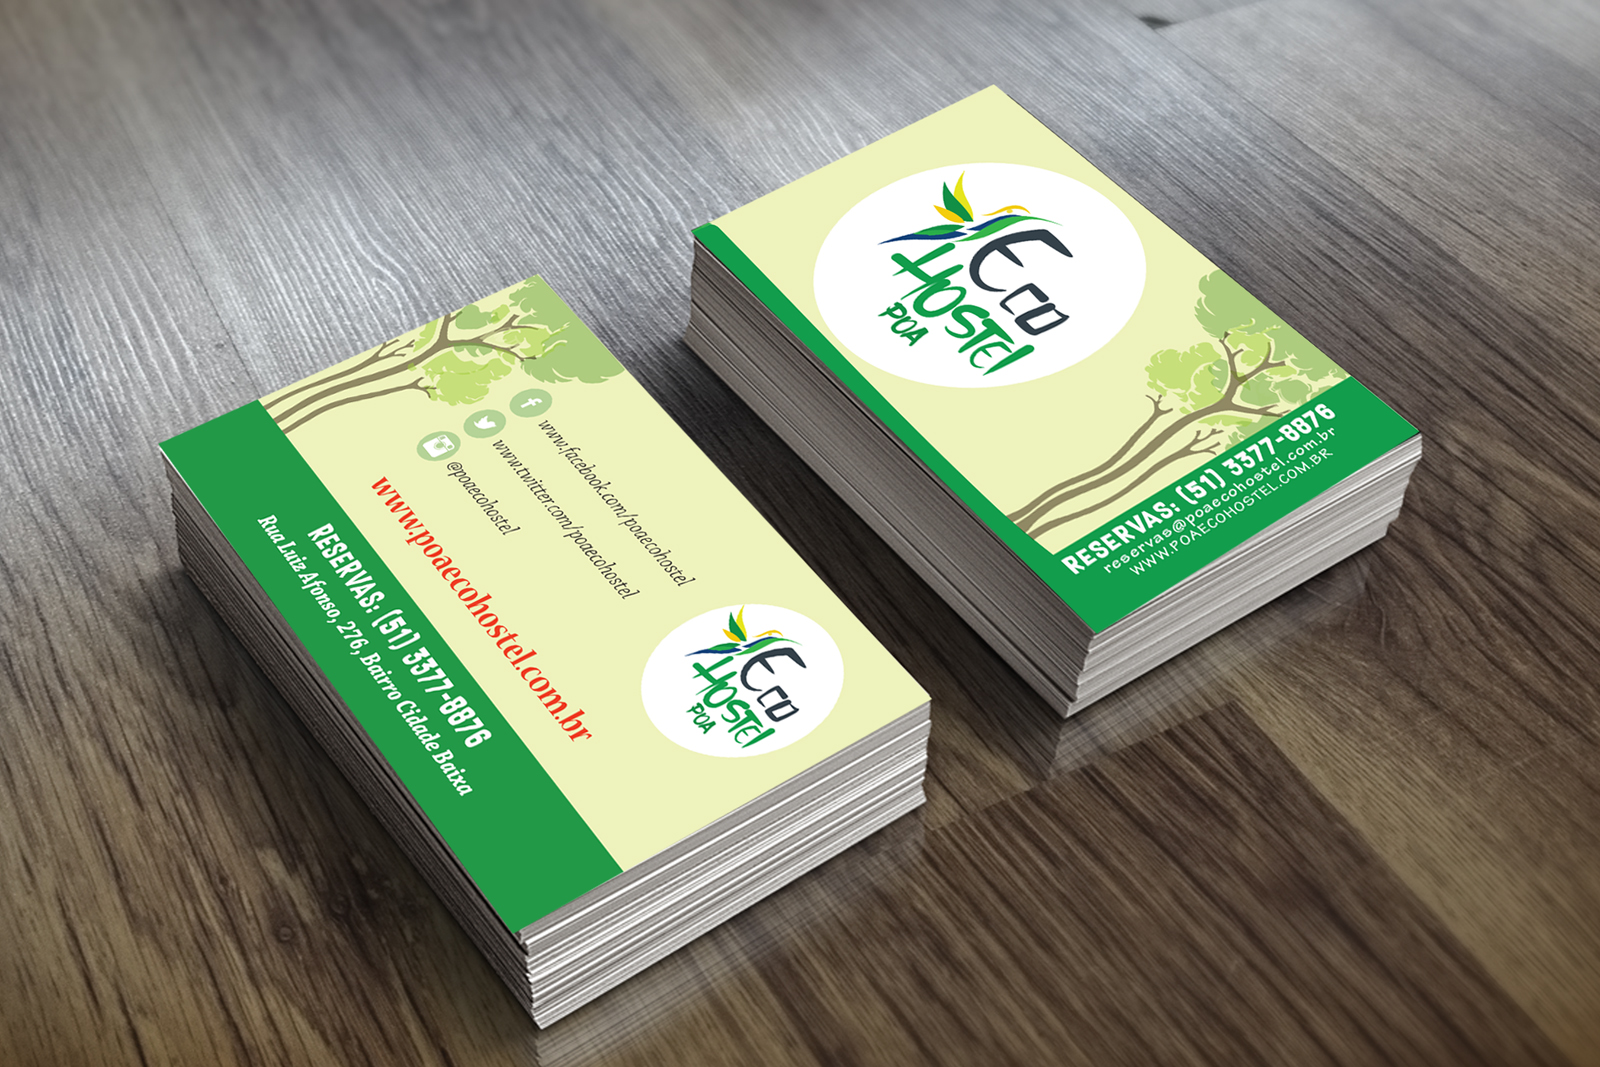 www.facebook.com/poaecohostel
www.twitter.com/poaecohostel
@poaecohostel
www.poaecohostel.com.br
RESERVAS: (51) 3377-8876
Rua Luiz Afonso, 276, Bairro Cidade Baixa
Eco
HOSTEl
POA
Eco
HOSTEl
POA
RESERVAS: (51) 3377-8876
reservas@poaecohostel.com.br
WWW.POAECOHOSTEL.COM.BR